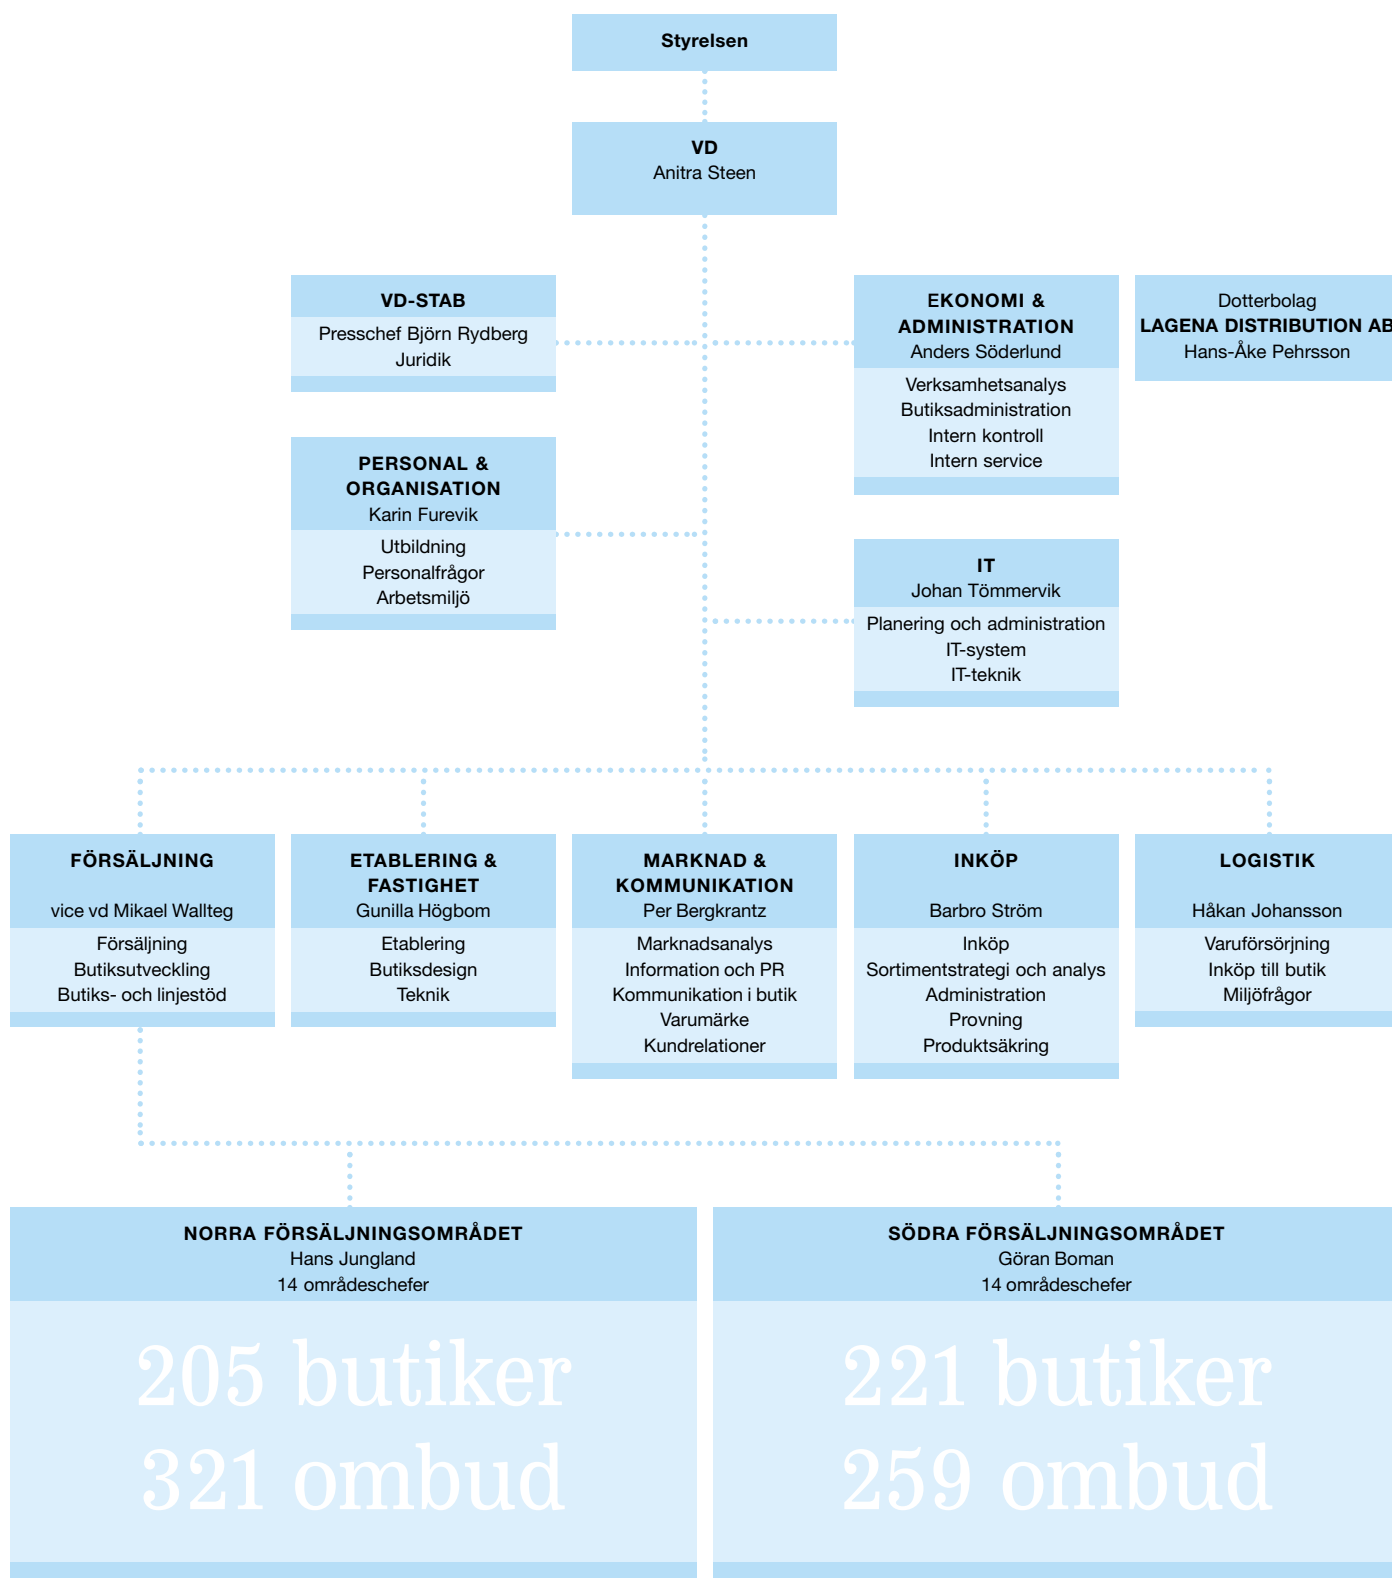 Styrelsen
VD
Anitra Steen
VD-STAB
Presschef Björn Rydberg
Juridik
EKONOMI &
ADMINISTRATION
Anders Söderlund
Verksamhetsanalys
Butiksadministration
Intern kontroll
Intern service
Dotterbolag
LAGENA DISTRIBUTION AB
Hans-Åke Pehrsson
PERSONAL &
ORGANISATION
Karin Furevik
Utbildning
Personalfrågor
Arbetsmiljö
IT
Johan Tömmervik
Planering och administration
IT-system
IT-teknik
FÖRSÄLJNING
vice vd Mikael Wallteg
Försäljning
Butiksutveckling
Butiks- och linjestöd
ETABLERING &
FASTIGHET
Gunilla Högbom
Etablering
Butiksdesign
Teknik
MARKNAD &
KOMMUNIKATION
Per Bergkrantz
Marknadsanalys
Information och PR
Kommunikation i butik
Varumärke
Kundrelationer
INKÖP
Barbro Ström
Inköp
Sortimentstrategi och analys
Administration
Provning
Produktsäkring
LOGISTIK
Håkan Johansson
Varuförsörjning
Inköp till butik
Miljöfrågor
NORRA FÖRSÄLJNINGSOMRÅDET
Hans Jungland
14 områdeschefer
205 butiker
321 ombud
SÖDRA FÖRSÄLJNINGSOMRÅDET
Göran Boman
14 områdeschefer
221 butiker
259 ombud